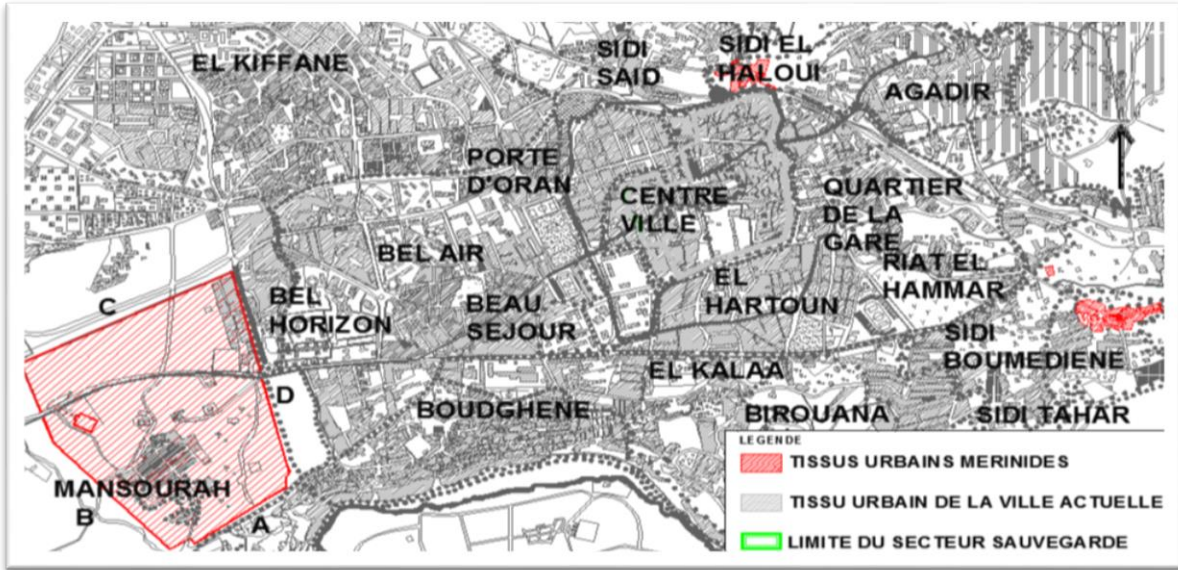 EL KIFFANE
SIDI
SAID
SIDI EL
HALOUI
AGADIR
PORTE
D'ORAN
CENTRE
VILLE
QUARTIER
DE LA
GARE
N
BEL AIR
RIAT EL
HAMMAR
C
BEL
HORIZON
BEAU
SEJOUR
EL
HARTOUN
SIDI
BOUMEDIENE
EL KALAA
D
BOUDGHENE
BIROUANA
SIDI TAHAR
MANSOURAH
B
A
LEGENDE
TISSUS URBAINS MERINIDES
TISSU URBAIN DE LA VILLE ACTUELLE
LIMITE DU SECTEUR SAUVEGARDE